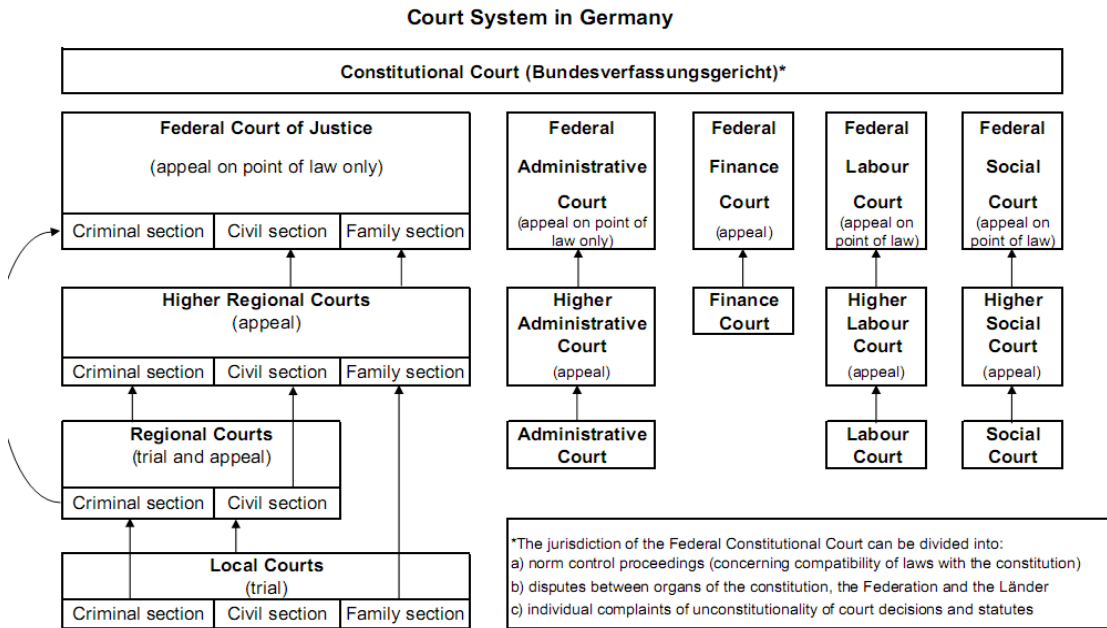 Court System in Germany
Constitutional Court (Bundesverfassungsgericht)*
Federal Court of Justice
(appeal on point of law only)
Criminal section
Civil section
Family section
Federal
Administrative
Court
(appeal on point of
law only)
Federal
Finance
Court
(appeal)
Federal
Labour
Court
(appeal on
point of law)
Federal
Social
Court
(appeal on
point of law)
Higher Regional Courts
(appeal)
Criminal section
Civil section
Family section
Higher
Administrative
Court
(appeal)
Finance
Court
Higher
Labour
Court
(appeal)
Higher
Social
Court
(appeal)
Regional Courts
(trial and appeal)
Criminal section
Civil section
Administrative
Court
Labour
Court
Social
Court
Local Courts
(trial)
Criminal section
Civil section
Family section
*The jurisdiction of the Federal Constitutional Court can be divided into:
a) norm control proceedings (concerning compatibility of laws with the constitution)
b) disputes between organs of the constitution, the Federation and the Länder
c) individual complaints of unconstitutionality of court decisions and statutes